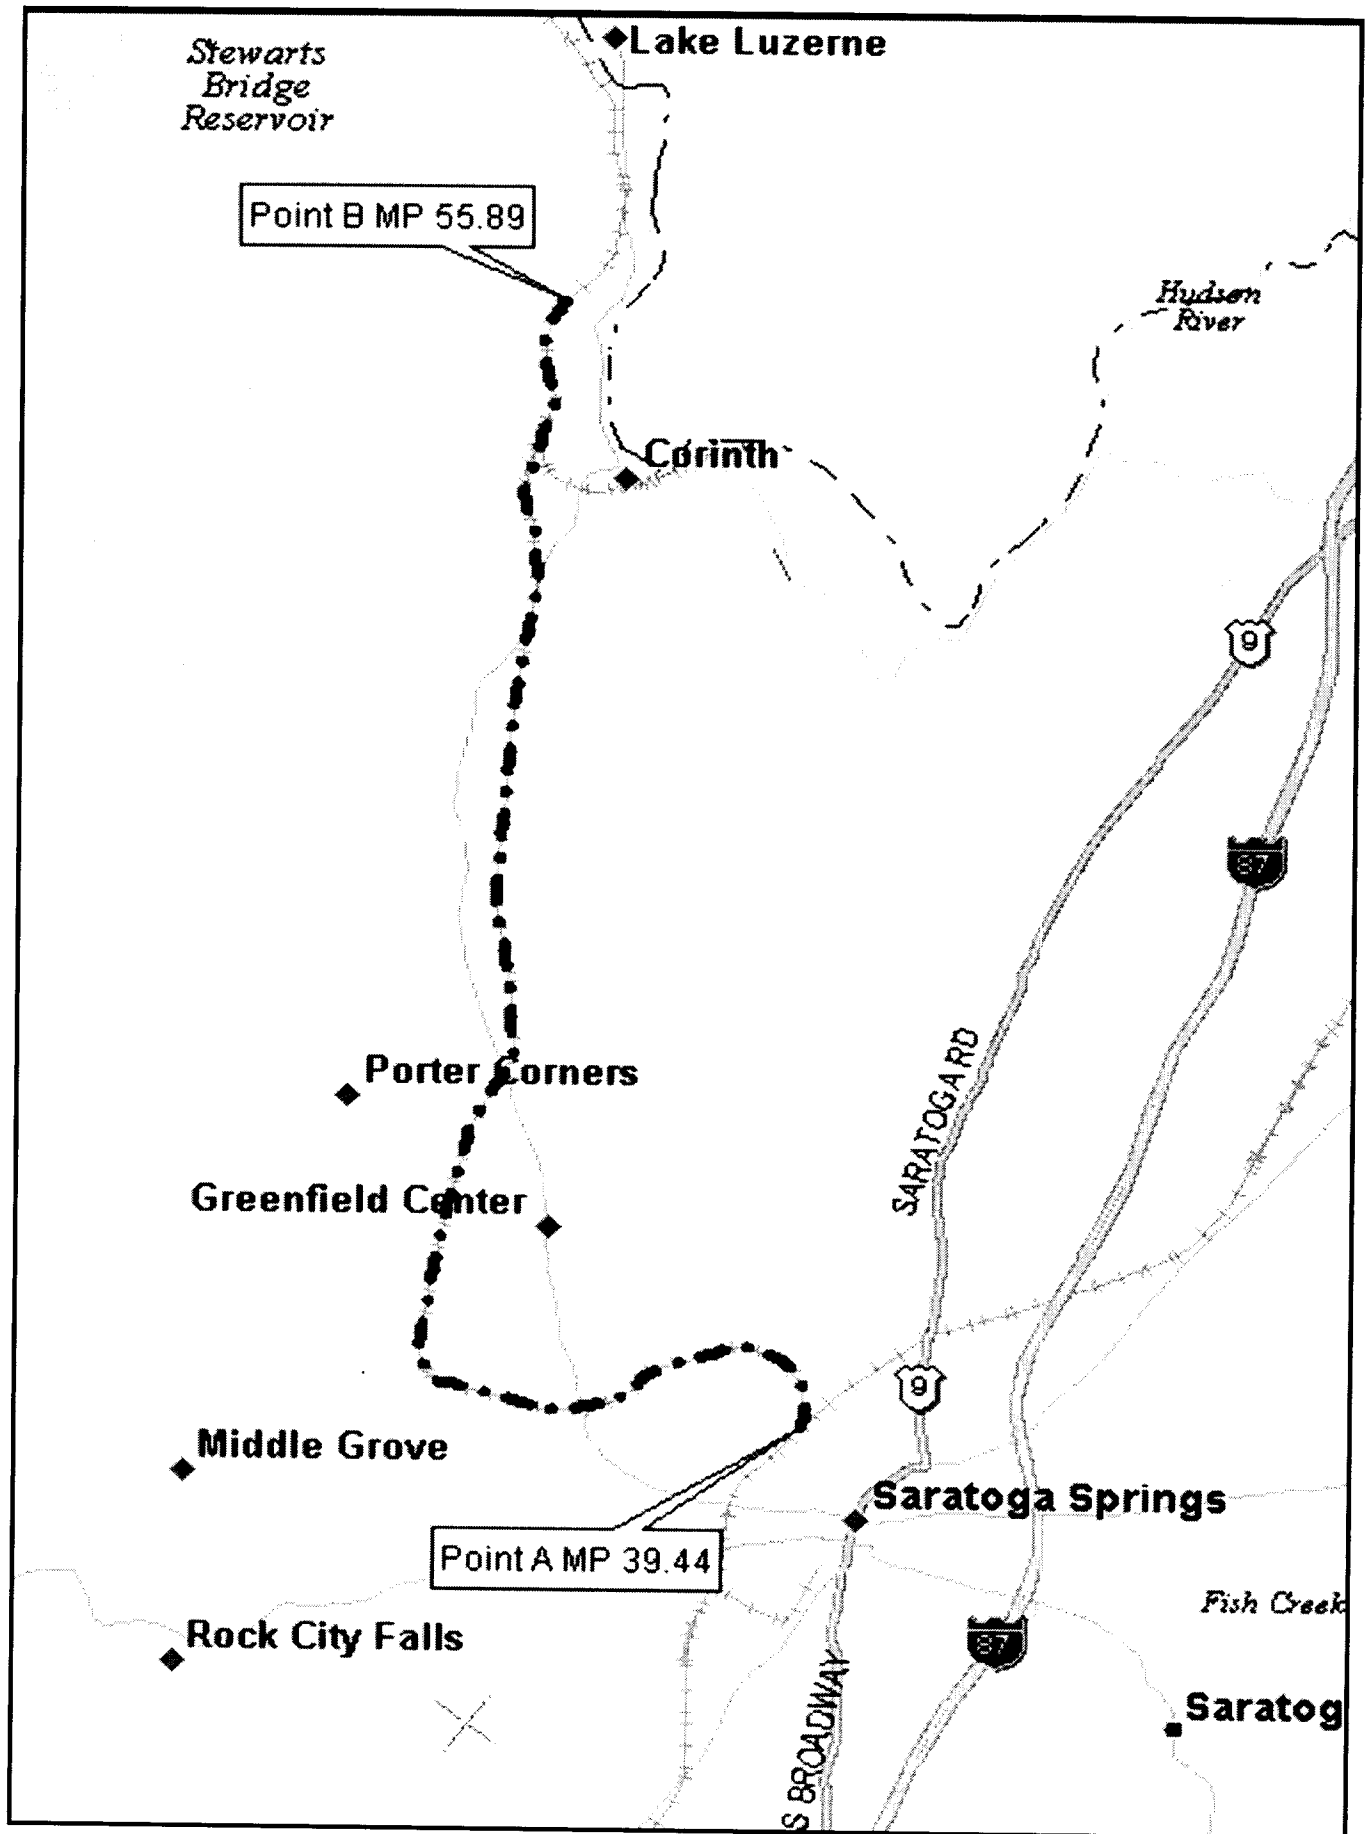 Lake Luzerne
Stewarts
Bridge
Reservoir
Point B MP 55.89
Hudson
River
Corinth
9
87
SARATOGA RD
Porter Corners
Greenfield Center
9
Middle Grove
Saratoga Springs
Point A MP 39.44
Fish Creek
Rock City Falls
87
S BROADWAY
Saratog